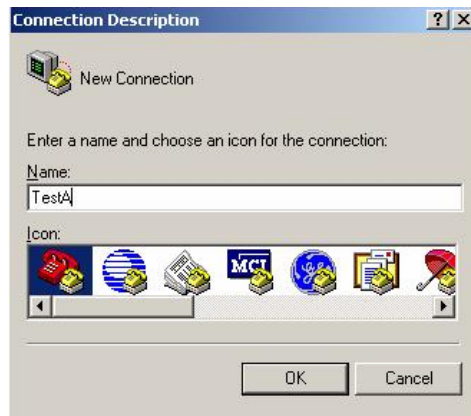 Connection Description
New Connection
Enter a name and choose an icon for the connection:
Name:
TestA
Icon:
MCI
OK Cancel